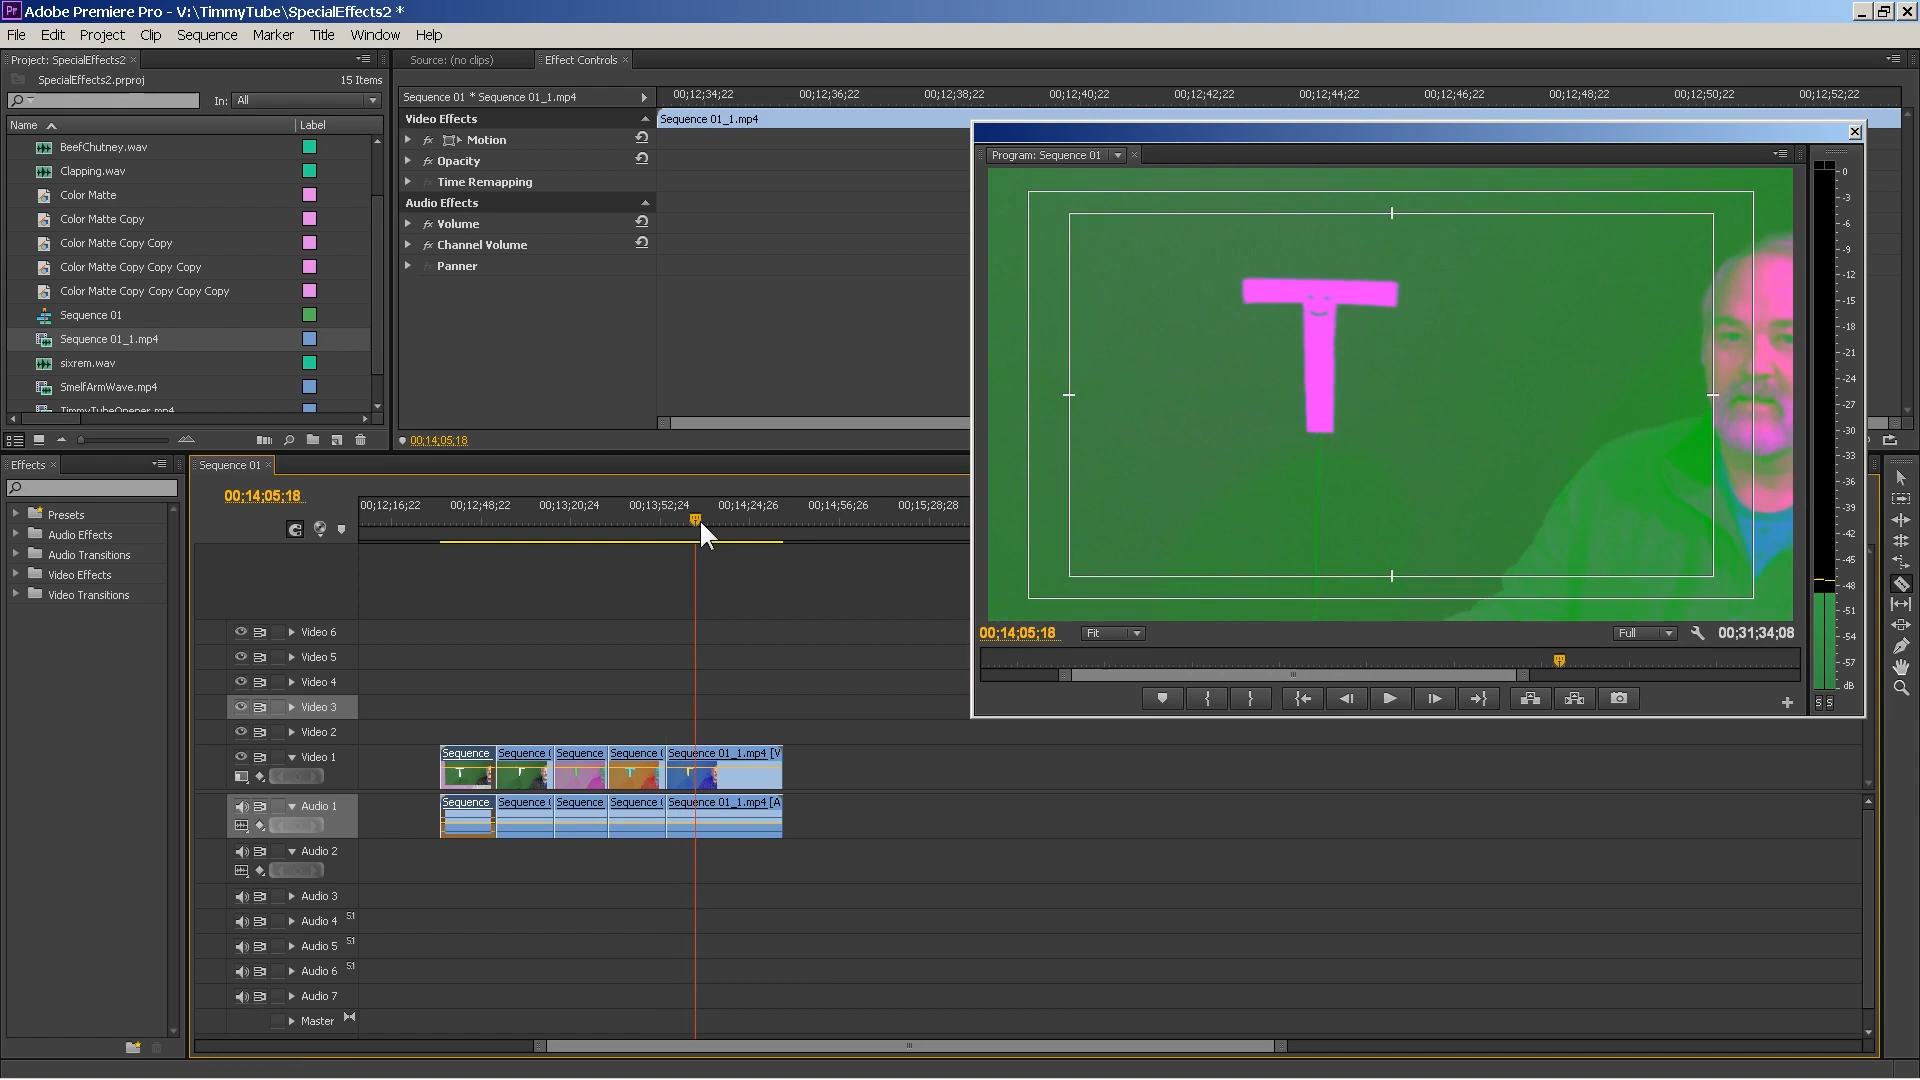 Adobe Premiere Pro - V:\TimmyTube\SpecialEffects2 *
File Edit Project Clip Sequence Marker Title Window Help
Project: SpecialEffects2
SpecialEffects2.prproj 15 Items
In: All
Name Label
BeefChutney.wav
Clapping.wav
Color Matte
Color Matte Copy
Color Matte Copy Copy
Color Matte Copy Copy Copy
Color Matte Copy Copy Copy Copy
Sequence 01
Sequence 01_1.mp4
sixrem.wav
SmelfArmWave.mp4
TimmyTubeOpener.mp4
Source: (no clips) Effect Controls
Sequence 01 * Sequence 01_1.mp4
00;12;34;22 00;12;36;22 00;12;38;22 00;12;40;22 00;12;42;22 00;12;44;22 00;12;46;22 00;12;48;22 00;12;50;22 00;12;52;22
Video Effects
Sequence 01_1.mp4
fx Motion
fx Opacity
fx Time Remapping
Audio Effects
fx Volume
fx Channel Volume
Panner
00;14;05;18
Program: Sequence 01
T
0
-3
-6
-9
-12
-15
-18
-21
-24
-27
-30
-33
-36
-39
-42
-45
-48
-51
-54
-57
dB
S S
00;14;05;18 Fit Full 00;31;34;08
Effects
Presets
Audio Effects
Audio Transitions
Video Effects
Video Transitions
Sequence 01
00;14;05;18
00;12;16;22 00;12;48;22 00;13;20;24 00;13;52;24 00;14;24;26 00;14;56;26 00;15;28;28
Video 6
Video 5
Video 4
Video 3
Video 2
Video 1
Sequence Sequence ( Sequence Sequence ( Sequence 01_1.mp4 [V
Audio 1
Sequence Sequence ( Sequence Sequence ( Sequence 01_1.mp4 [A
Audio 2
Audio 3
Audio 4 5.1
Audio 5 5.1
Audio 6 5.1
Audio 7
Master